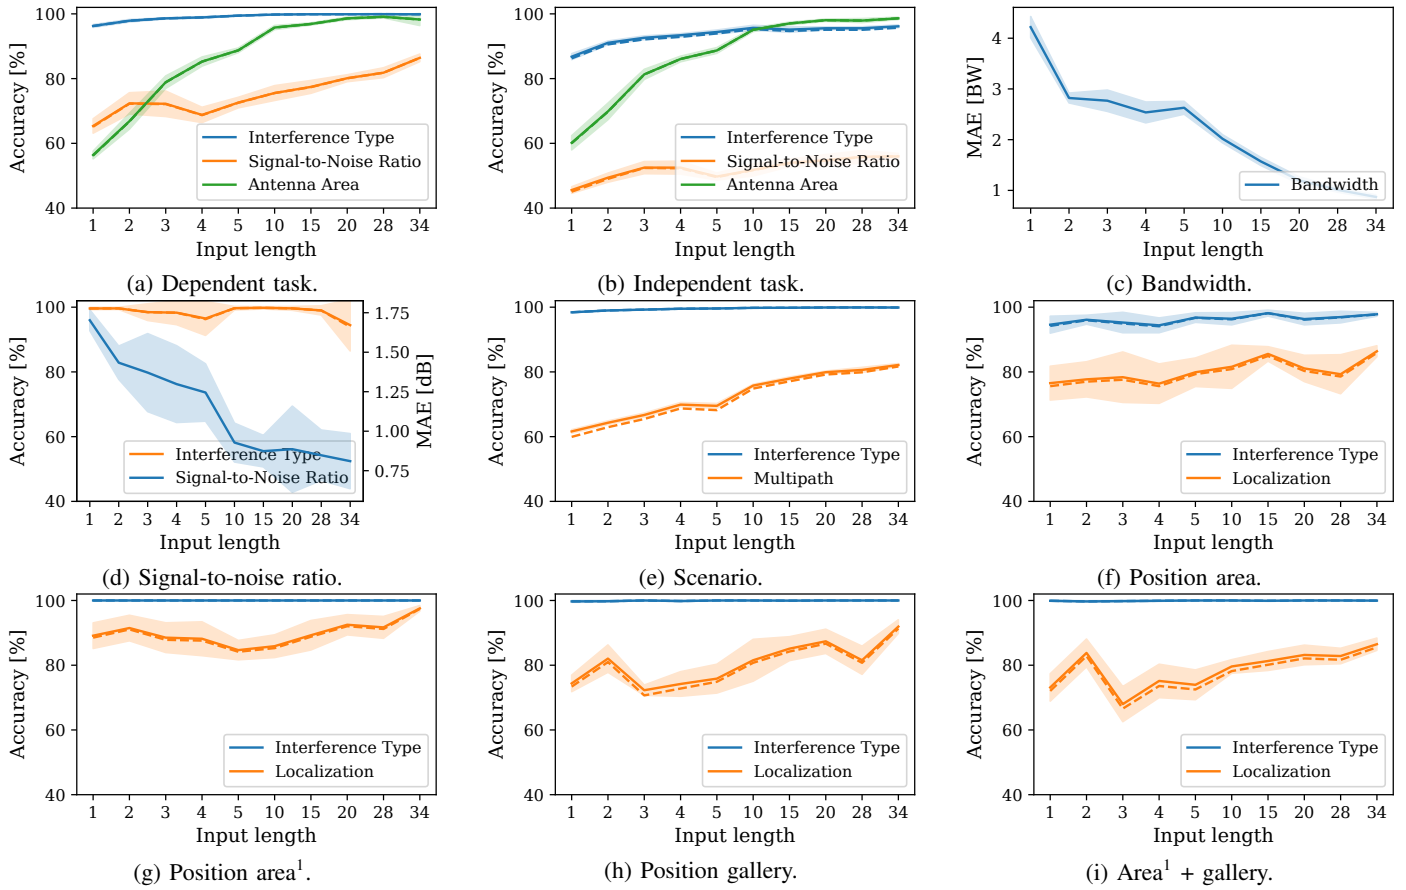 100
80
60
40
Accuracy [%]
Interference Type
Signal-to-Noise Ratio
Antenna Area
1 2 3 4 5 10 15 20 28 34
Input length
(a) Dependent task.
100
80
60
40
Accuracy [%]
Interference Type
Signal-to-Noise Ratio
Antenna Area
1 2 3 4 5 10 15 20 28 34
Input length
(b) Independent task.
4
3
2
1
MAE [BW]
Bandwidth
1 2 3 4 5 10 15 20 28 34
Input length
(c) Bandwidth.
100
80
60
40
Accuracy [%]
1.75
1.50
1.25
1.00
0.75
MAE [dB]
Interference Type
Signal-to-Noise Ratio
1 2 3 4 5 10 15 20 28 34
Input length
(d) Signal-to-noise ratio.
100
80
60
40
Accuracy [%]
Interference Type
Multipath
1 2 3 4 5 10 15 20 28 34
Input length
(e) Scenario.
100
80
60
40
Accuracy [%]
Interference Type
Localization
1 2 3 4 5 10 15 20 28 34
Input length
(f) Position area.
100
80
60
40
Accuracy [%]
Interference Type
Localization
1 2 3 4 5 10 15 20 28 34
Input length
(g) Position area¹.
100
80
60
40
Accuracy [%]
Interference Type
Localization
1 2 3 4 5 10 15 20 28 34
Input length
(h) Position gallery.
100
80
60
40
Accuracy [%]
Interference Type
Localization
1 2 3 4 5 10 15 20 28 34
Input length
(i) Area¹ + gallery.